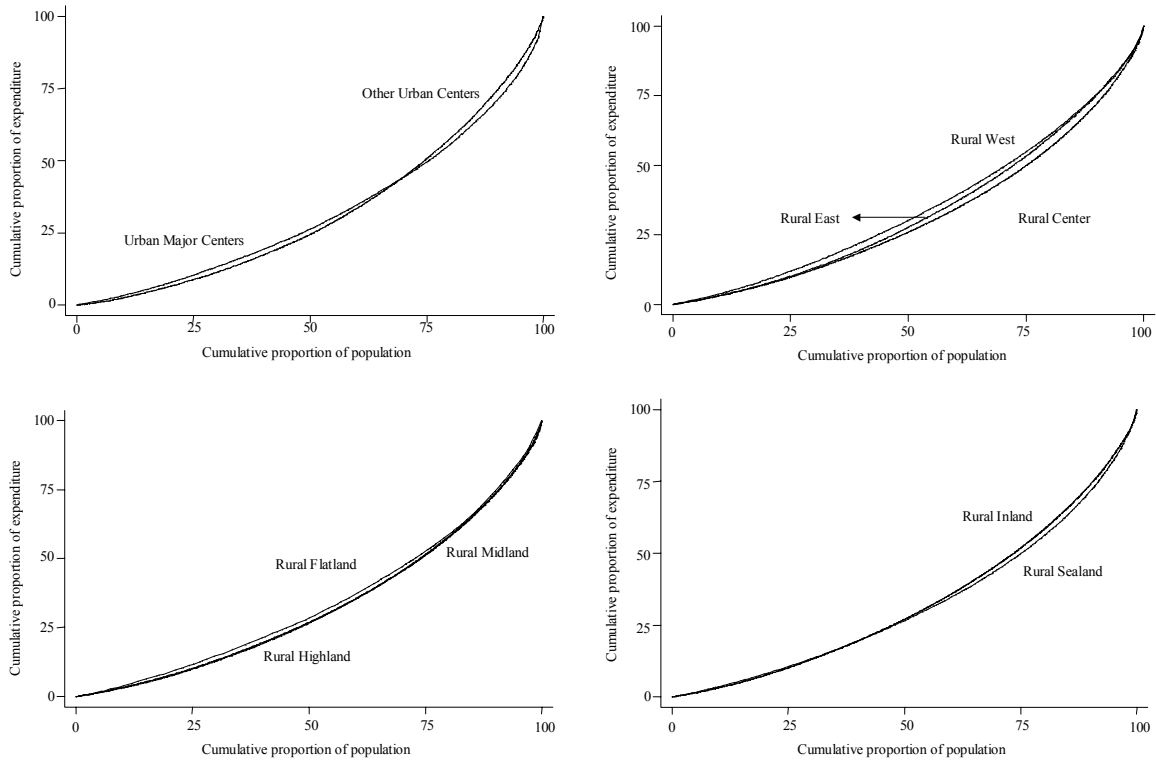 Cumulative proportion of expenditure
100
75
50
25
0
Other Urban Centers
Urban Major Centers
0 25 50 75 100
Cumulative proportion of population
Cumulative proportion of expenditure
100
75
50
25
0
Rural West
Rural East
Rural Center
0 25 50 75 100
Cumulative proportion of population
Cumulative proportion of expenditure
100
75
50
25
0
Rural Flatland
Rural Midland
Rural Highland
0 25 50 75 100
Cumulative proportion of population
Cumulative proportion of expenditure
100
75
50
25
0
Rural Inland
Rural Sealand
0 25 50 75 100
Cumulative proportion of population